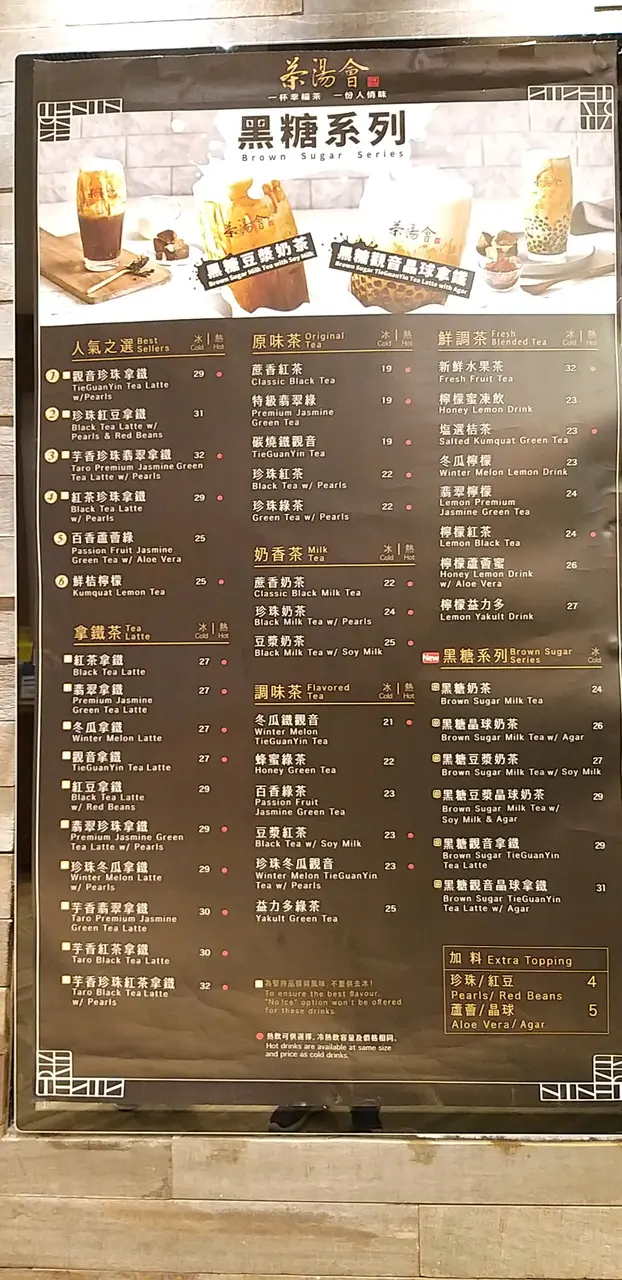 茶湯會
一杯幸福茶 一份人情味
黑糖系列
Brown Sugar Series
茶湯會
茶湯會
黑糖豆漿奶茶
Brown Sugar Milk Tea with Soy Milk
黑糖觀音晶球拿鐵
Brown Sugar TieGuanYin Tea Latte with Agar
人氣之選 Best Sellers 冰 Cold 熱 Hot
1 觀音珍珠拿鐵 29
TieGuanYin Tea Latte
w/Pearls
2 珍珠紅豆拿鐵 31
Black Tea Latte w/
Pearls & Red Beans
3 芋香珍珠翡翠拿鐵 32
Taro Premium Jasmine Green
Tea Latte w/ Pearls
4 紅茶珍珠拿鐵 29
Black Tea Latte
w/ Pearls
5 百香蘆薈綠 25
Passion Fruit Jasmine
Green Tea w/ Aloe Vera
6 鮮桔檸檬 25
Kumquat Lemon Tea
拿鐵茶 Tea Latte 冰 Cold 熱 Hot
紅茶拿鐵 27
Black Tea Latte
翡翠拿鐵 27
Premium Jasmine
Green Tea Latte
冬瓜拿鐵 27
Winter Melon Latte
觀音拿鐵 27
TieGuanYin Tea Latte
紅豆拿鐵 29
Black Tea Latte
w/ Red Beans
翡翠珍珠拿鐵 29
Premium Jasmine Green
Tea Latte w/ Pearls
珍珠冬瓜拿鐵 29
Winter Melon Latte
w/ Pearls
芋香翡翠拿鐵 30
Taro Premium Jasmine
Green Tea Latte
芋香紅茶拿鐵 30
Taro Black Tea Latte
芋香珍珠紅茶拿鐵 32
Taro Black Tea Latte
w/ Pearls
原味茶 Original Tea 冰 Cold 熱 Hot
蔗香紅茶 19
Classic Black Tea
特級翡翠綠 19
Premium Jasmine
Green Tea
碳燒鐵觀音 19
TieGuanYin Tea
珍珠紅茶 22
Black Tea w/ Pearls
珍珠綠茶 22
Green Tea w/ Pearls
奶香茶 Milk Tea 冰 Cold 熱 Hot
蔗香奶茶 22
Classic Black Milk Tea
珍珠奶茶 24
Black Milk Tea w/ Pearls
豆漿奶茶 25
Black Milk Tea w/ Soy Milk
調味茶 Flavored Tea 冰 Cold 熱 Hot
冬瓜鐵觀音 21
Winter Melon
TieGuanYin Tea
蜂蜜綠茶 22
Honey Green Tea
百香綠茶 23
Passion Fruit
Jasmine Green Tea
豆漿紅茶 23
Black Tea w/ Soy Milk
珍珠冬瓜觀音 23
Winter Melon TieGuanYin
Tea w/ Pearls
益力多綠茶 25
Yakult Green Tea
To ensure the best flavour,
"No Ice" option won't be offered
for these drinks.
熱飲可供選擇, 冷熱飲容量及價格相同。
Hot drinks are available at same size
and price as cold drinks.
鮮調茶 Fresh Blended Tea 冰 Cold 熱 Hot
新鮮水果茶 32
Fresh Fruit Tea
檸檬蜜凍飲 23
Honey Lemon Drink
塩選桔茶 23
Salted Kumquat Green Tea
冬瓜檸檬 23
Winter Melon Lemon Drink
翡翠檸檬 24
Lemon Premium
Jasmine Green Tea
檸檬紅茶 24
Lemon Black Tea
檸檬蘆薈蜜 26
Honey Lemon Drink
w/ Aloe Vera
檸檬益力多 27
Lemon Yakult Drink
New 黑糖系列 Brown Sugar Series 冰 Cold
黑糖奶茶 24
Brown Sugar Milk Tea
黑糖晶球奶茶 26
Brown Sugar Milk Tea w/ Agar
黑糖豆漿奶茶 27
Brown Sugar Milk Tea w/ Soy Milk
黑糖豆漿晶球奶茶 29
Brown Sugar Milk Tea w/
Soy Milk & Agar
黑糖觀音拿鐵 29
Brown Sugar TieGuanYin
Tea Latte
黑糖觀音晶球拿鐵 31
Brown Sugar TieGuanYin
Tea Latte w/ Agar
加料 Extra Topping
珍珠/紅豆 4
Pearls/ Red Beans
蘆薈/晶球 5
Aloe Vera/ Agar